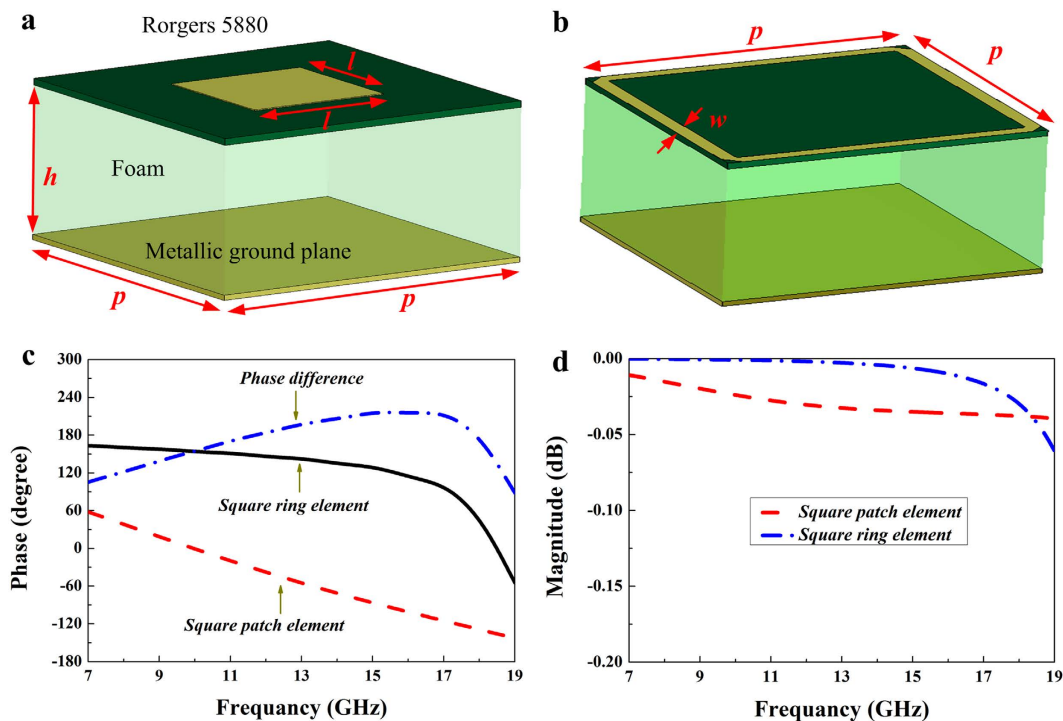 a
Rorgers 5880
l
l
h
Foam
Metallic ground plane
p
p
b
p
p
w
c
300
240
180
120
60
0
-60
-120
-180
Phase (degree)
Phase difference
Square ring element
Square patch element
7
9
11
13
15
17
19
Frequancy (GHz)
d
0.00
-0.05
-0.10
-0.15
-0.20
Magnitude (dB)
Square patch element
Square ring element
7
9
11
13
15
17
19
Frequancy (GHz)